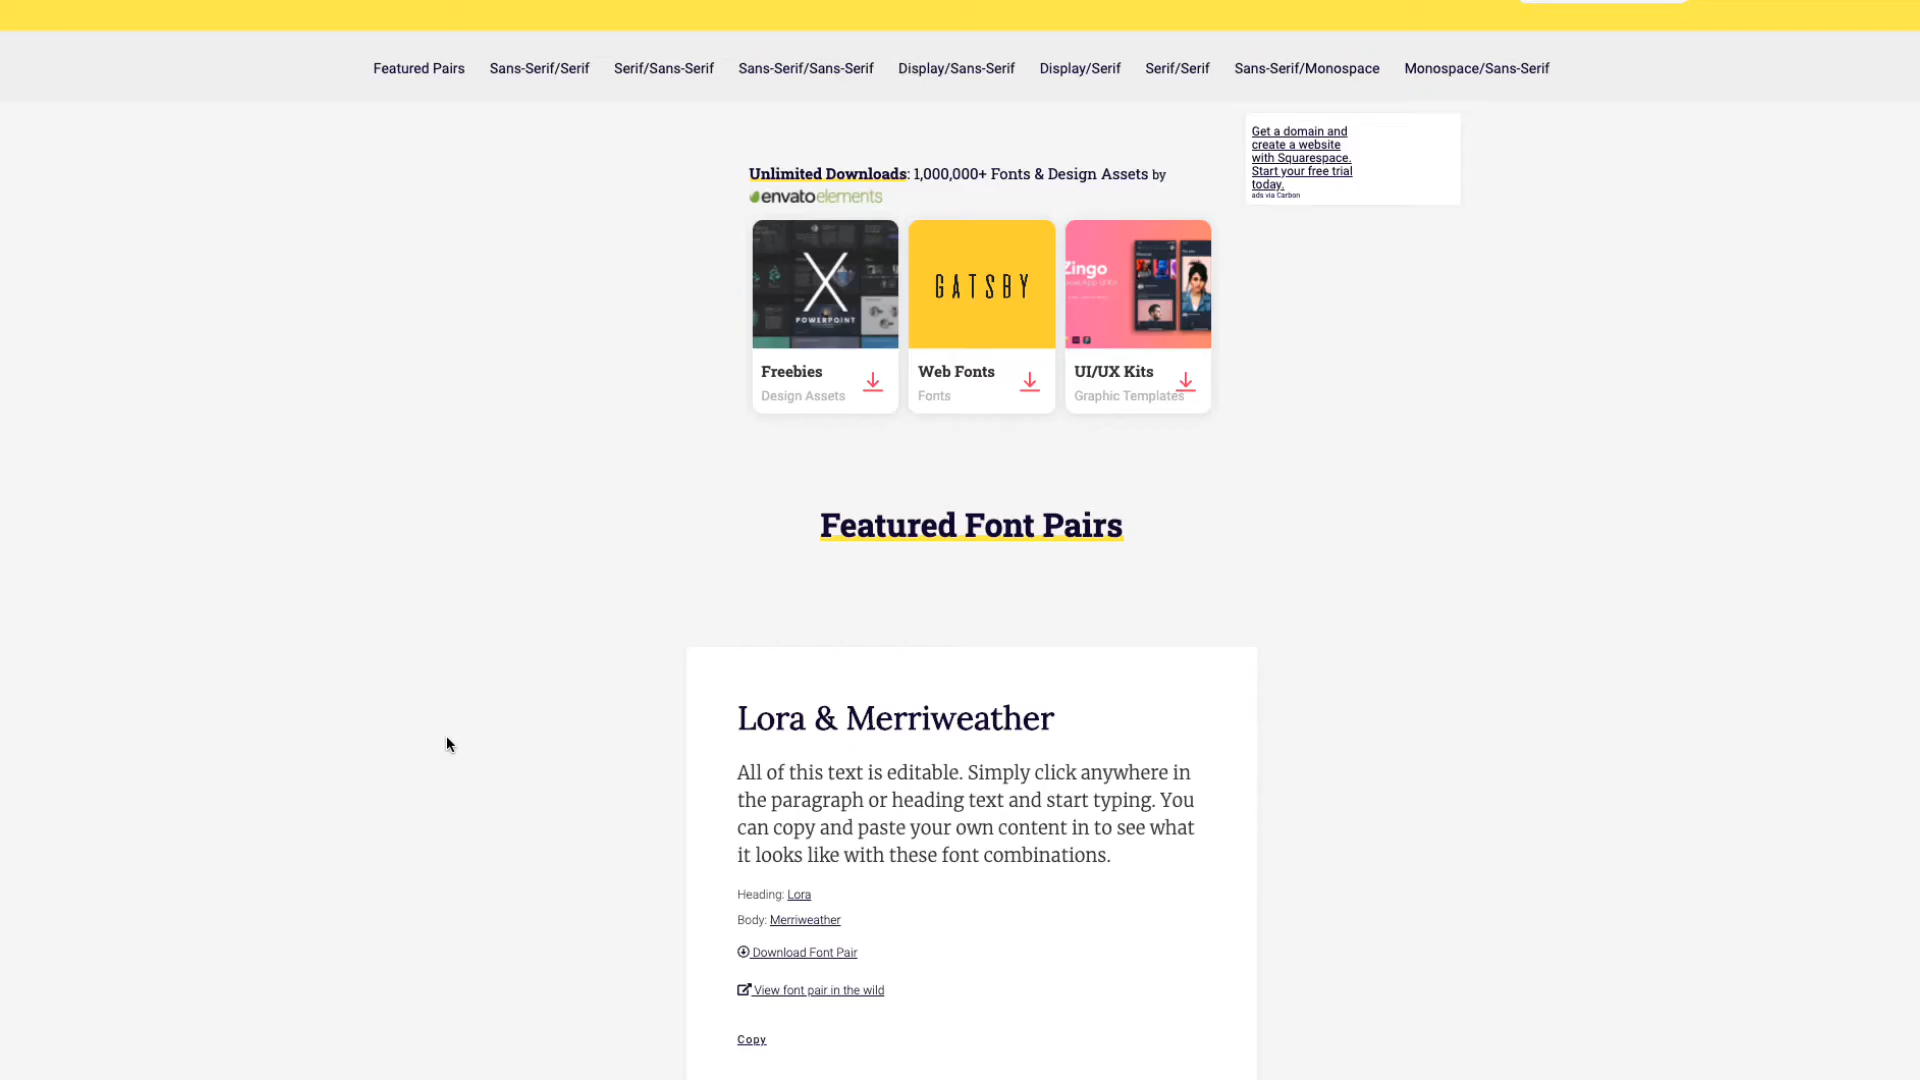 Featured Pairs Sans-Serif/Serif Serif/Sans-Serif Sans-Serif/Sans-Serif Display/Sans-Serif Display/Serif Serif/Serif Sans-Serif/Monospace Monospace/Sans-Serif
Get a domain and
create a website
with Squarespace.
Start your free trial
today.
ads via Carbon
Unlimited Downloads: 1,000,000+ Fonts & Design Assets by
envatoelements
X
POWERPOINT
GATSBY
Zingo
Freebies
Design Assets
Web Fonts
Fonts
UI/UX Kits
Graphic Templates
Featured Font Pairs
Lora & Merriweather
All of this text is editable. Simply click anywhere in
the paragraph or heading text and start typing. You
can copy and paste your own content in to see what
it looks like with these font combinations.
Heading: Lora
Body: Merriweather
Download Font Pair
View font pair in the wild
Copy